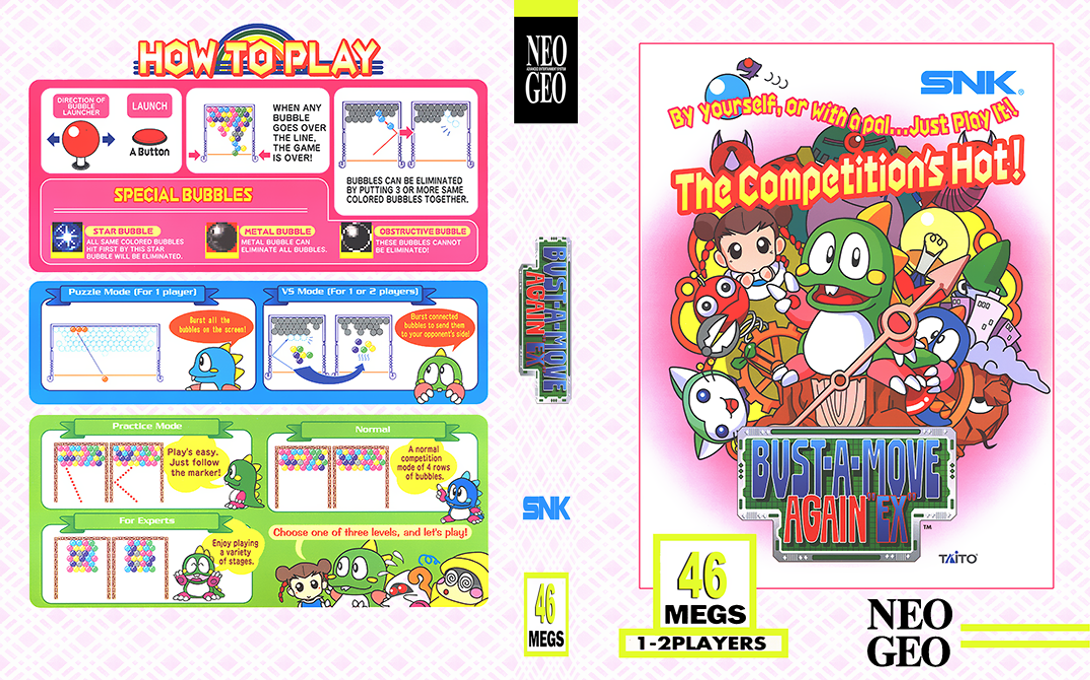 HOW TO PLAY
DIRECTION OF
BUBBLE
LAUNCHER
LAUNCH
A Button
WHEN ANY
BUBBLE
GOES OVER
THE LINE,
THE GAME
IS OVER!
BUBBLES CAN BE ELIMINATED
BY PUTTING 3 OR MORE SAME
COLORED BUBBLES TOGETHER.
SPECIAL BUBBLES
STAR BUBBLE
ALL SAME COLORED BUBBLES
HIT FIRST BY THIS STAR
BUBBLE WILL BE ELIMINATED.
METAL BUBBLE
METAL BUBBLE CAN
ELIMINATE ALL BUBBLES.
OBSTRUCTIVE BUBBLE
THESE BUBBLES CANNOT
BE ELIMINATED!
Puzzle Mode (For 1 player)
Burst all the
bubbles on the screen!
VS Mode (For 1 or 2 players)
Burst connected
bubbles to send them
to your opponent's side!
Practice Mode
Play's easy.
Just follow
the marker!
Normal
A normal
competition
mode of 4 rows
of bubbles.
For Experts
Enjoy playing
a variety
of stages.
Choose one of three levels, and let's play!
NEO
ADVANCED ENTERTAINMENT SYSTEM
GEO
BUST-A-MOVE
AGAIN "EX"
SNK
46
MEGS
SNK®
By yourself, or with a pal...Just Play It!
The Competition's Hot!
BUST-A-MOVE
AGAIN "EX"
TM
TAITO
46
MEGS
1-2PLAYERS
NEO
GEO